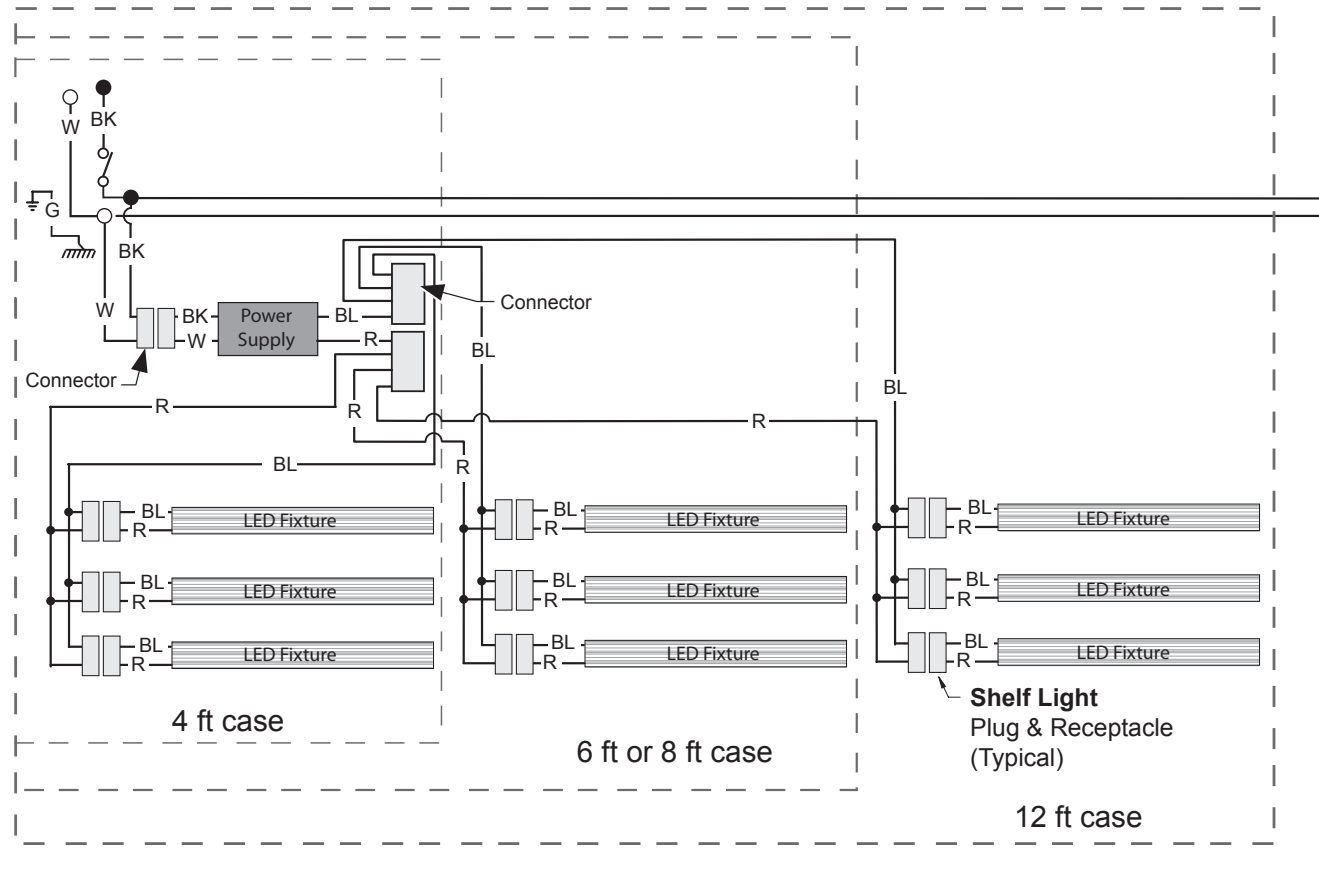 W
BK
G
BK
W
BK
Power
Supply
BL
W
R
Connector
Connector
BL
BL
R
R
R
BL
R
BL
R
LED Fixture
BL
R
LED Fixture
BL
R
LED Fixture
BL
R
LED Fixture
BL
R
LED Fixture
BL
R
LED Fixture
BL
R
LED Fixture
BL
R
LED Fixture
BL
R
LED Fixture
Shelf Light
Plug & Receptacle
(Typical)
4 ft case
6 ft or 8 ft case
12 ft case